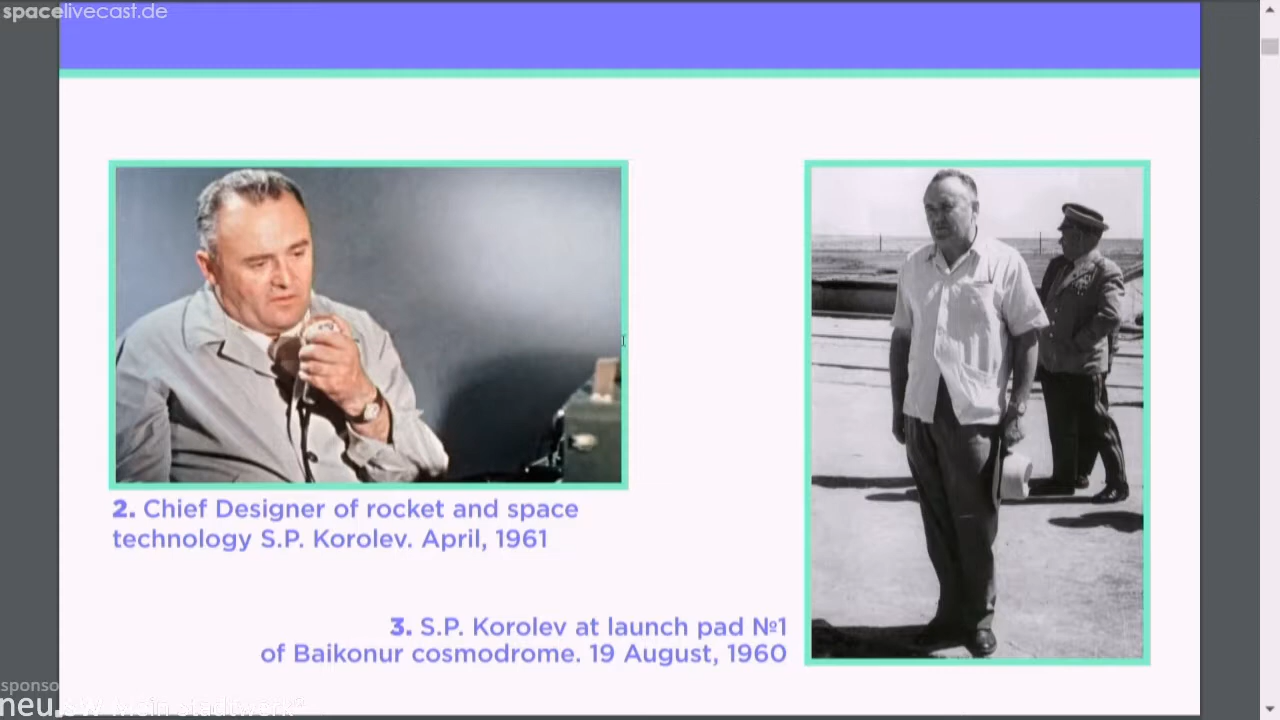 spacelivecast.de
2. Chief Designer of rocket and space
technology S.P. Korolev. April, 1961
3. S.P. Korolev at launch pad №1
of Baikonur cosmodrome. 19 August, 1960
sponso
neu.sw